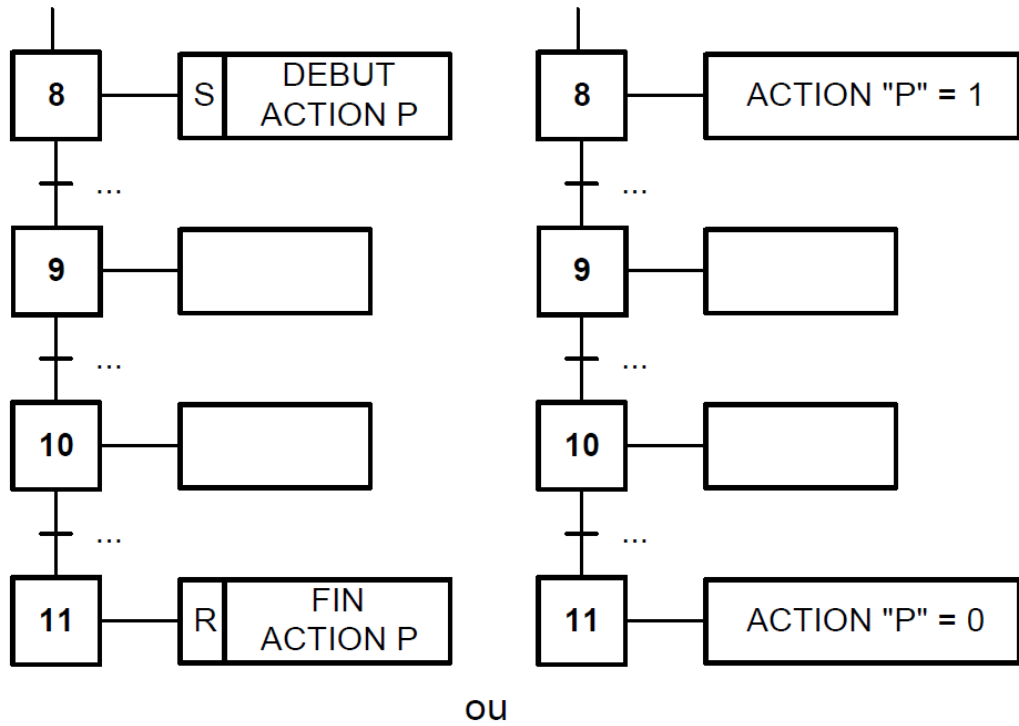 8
S
DEBUT
ACTION P
...
9
...
10
...
11
R
FIN
ACTION P
8
ACTION "P" = 1
...
9
...
10
...
11
ACTION "P" = 0
ou